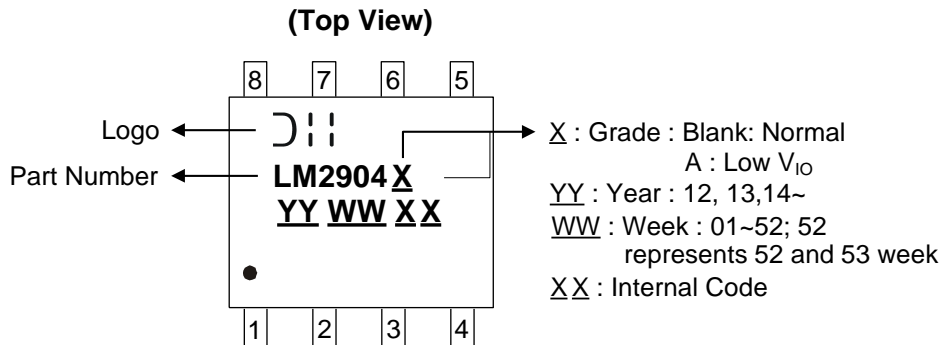 (Top View)
8 7 6 5
Logo
Part Number
LM2904 X
YY WW X X
X : Grade : Blank: Normal
A : Low VIO
YY : Year : 12, 13,14~
WW : Week : 01~52; 52
represents 52 and 53 week
X X : Internal Code
1 2 3 4